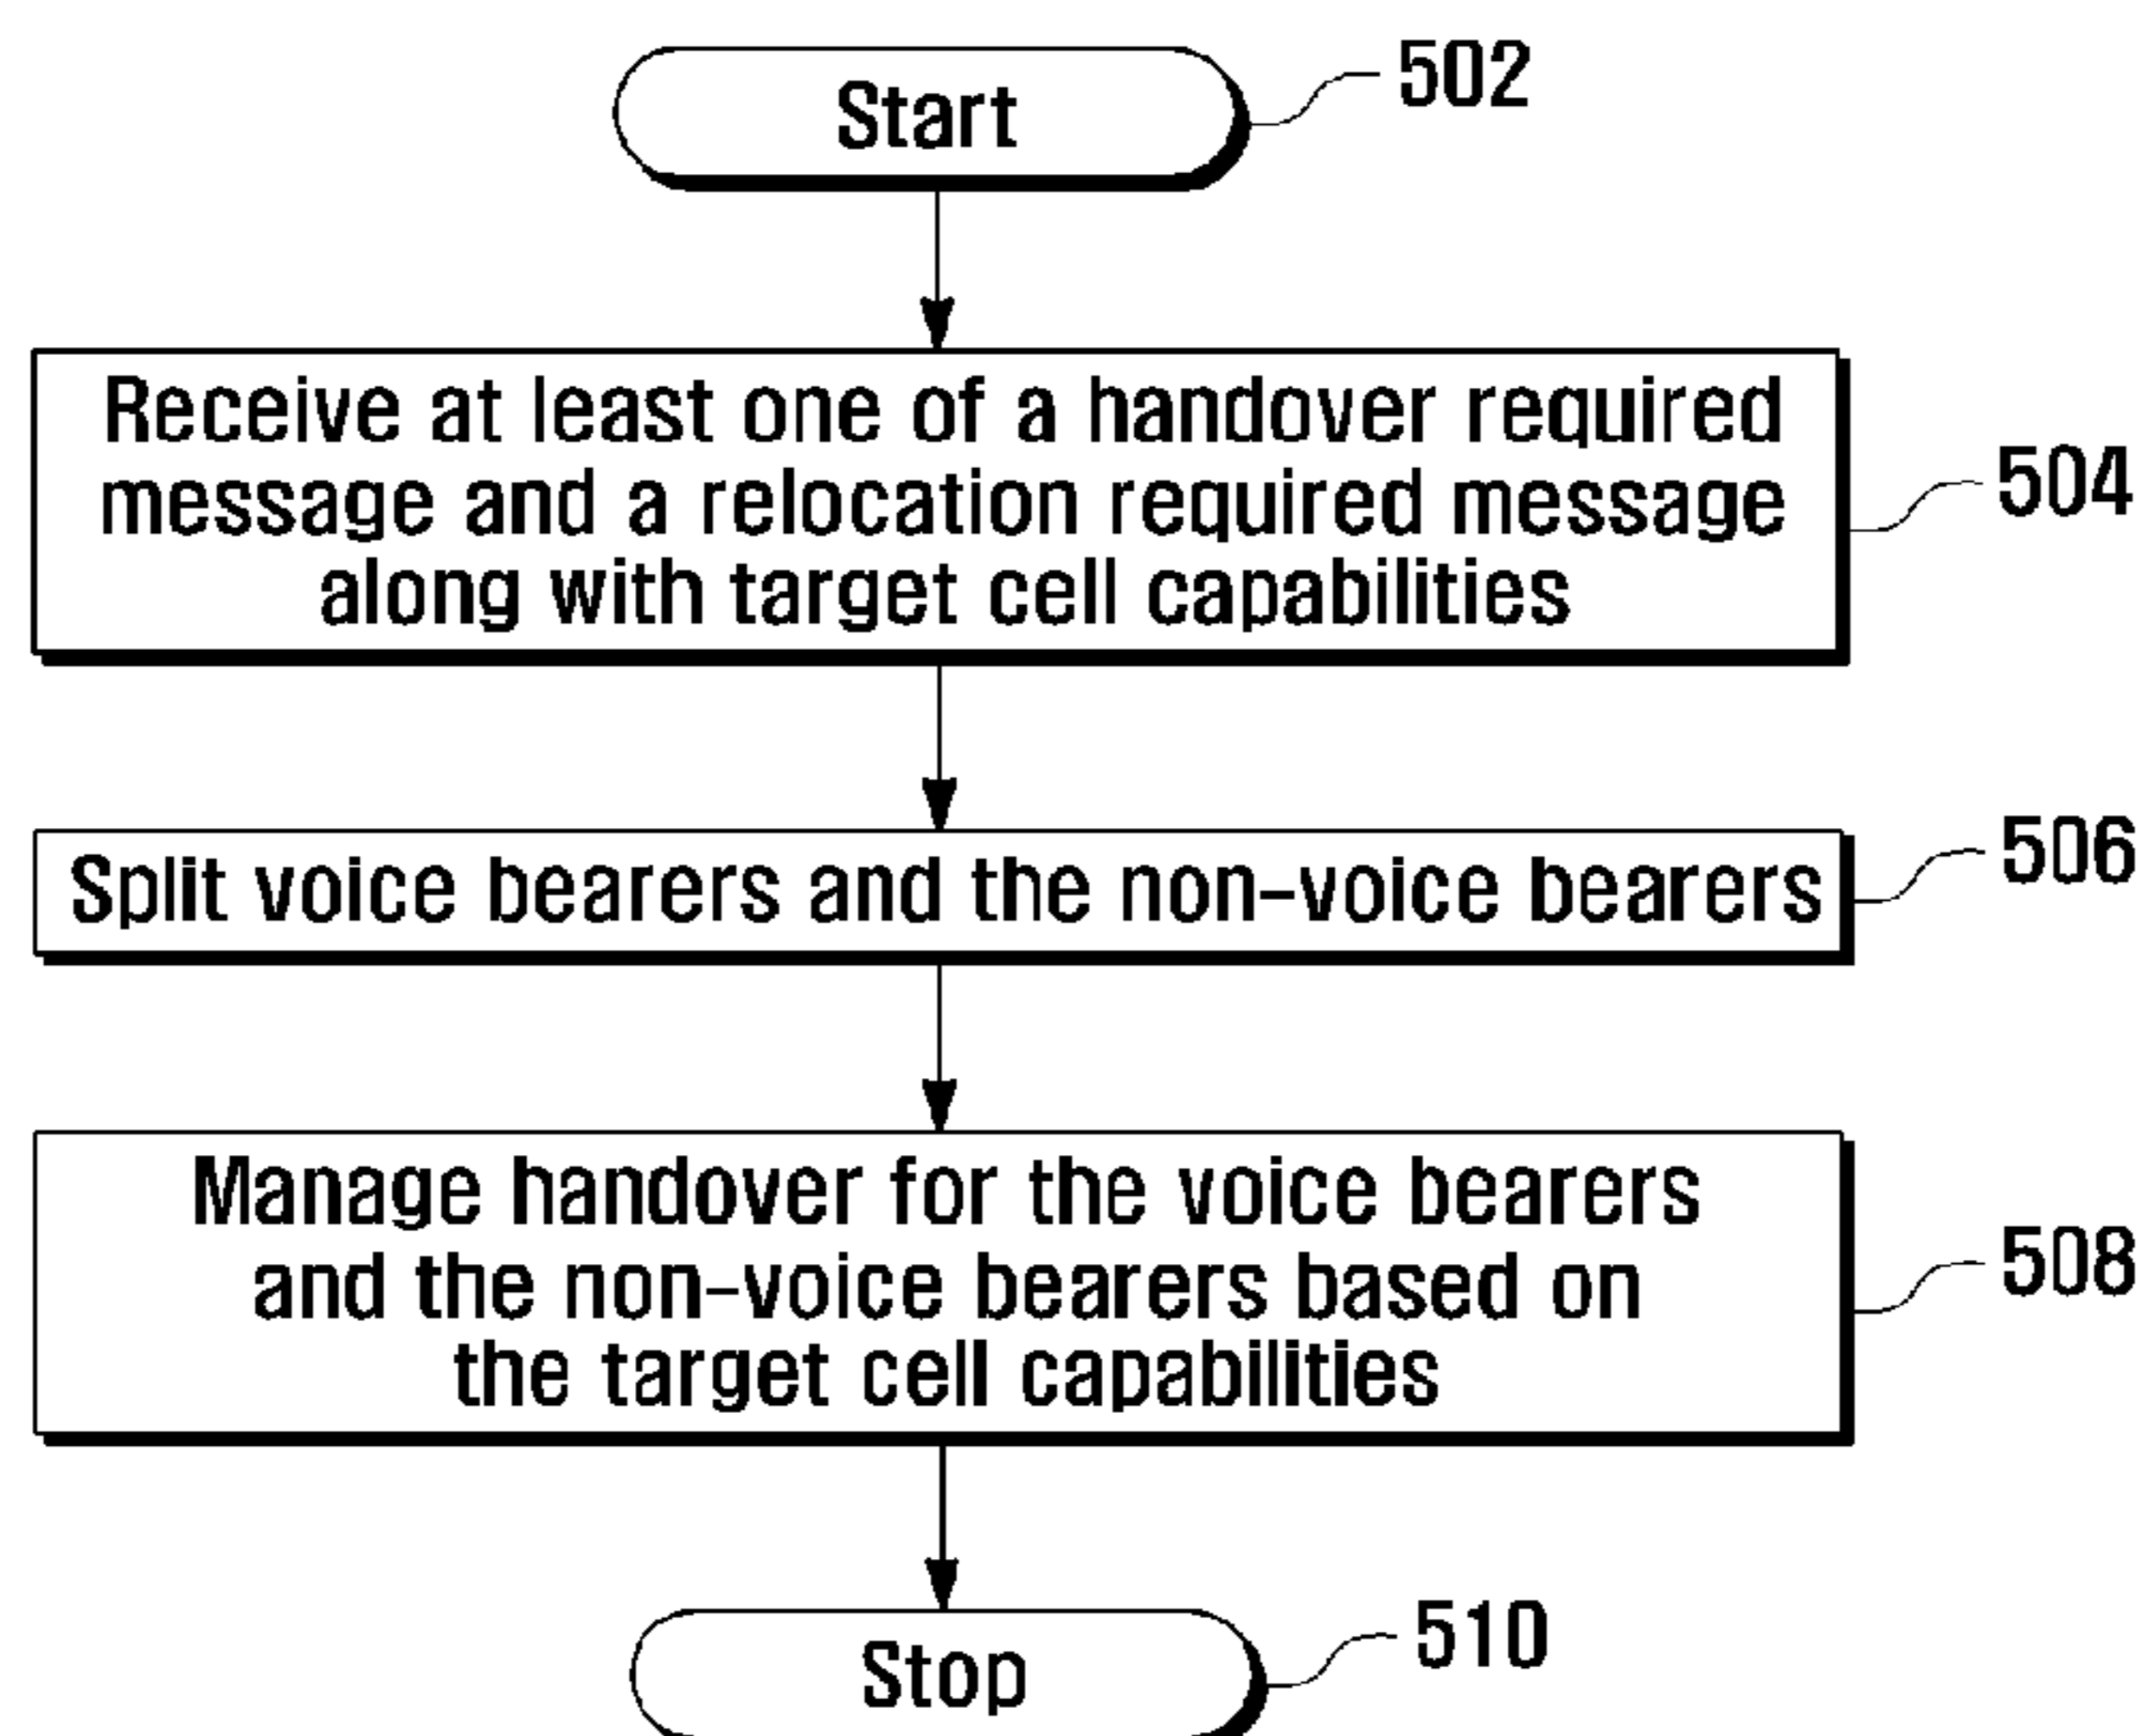 Start
502
Receive at least one of a handover required
message and a relocation required message
along with target cell capabilities
504
Split voice bearers and the non-voice bearers
506
Manage handover for the voice bearers
and the non-voice bearers based on
the target cell capabilities
508
Stop
510